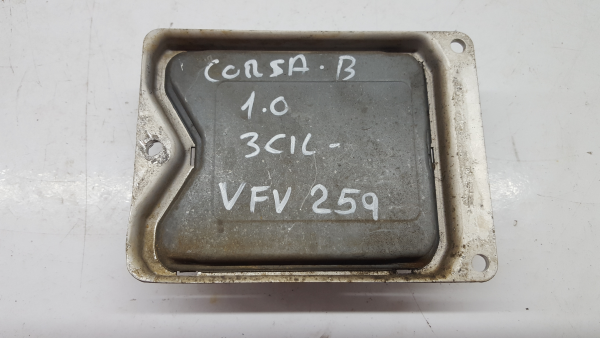 CORSA-B
1.0
3CIL-
VFV 259